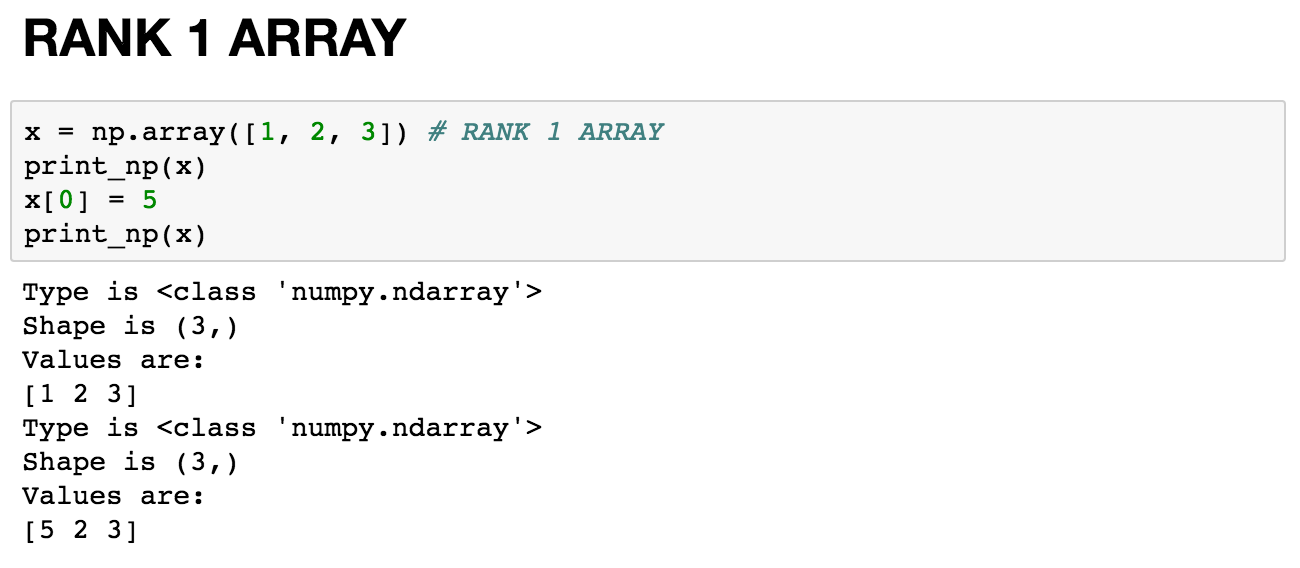 RANK 1 ARRAY
x = np.array([1, 2, 3]) # RANK 1 ARRAY
print_np(x)
x[0] = 5
print_np(x)
Type is <class 'numpy.ndarray'>
Shape is (3,)
Values are:
[1 2 3]
Type is <class 'numpy.ndarray'>
Shape is (3,)
Values are:
[5 2 3]